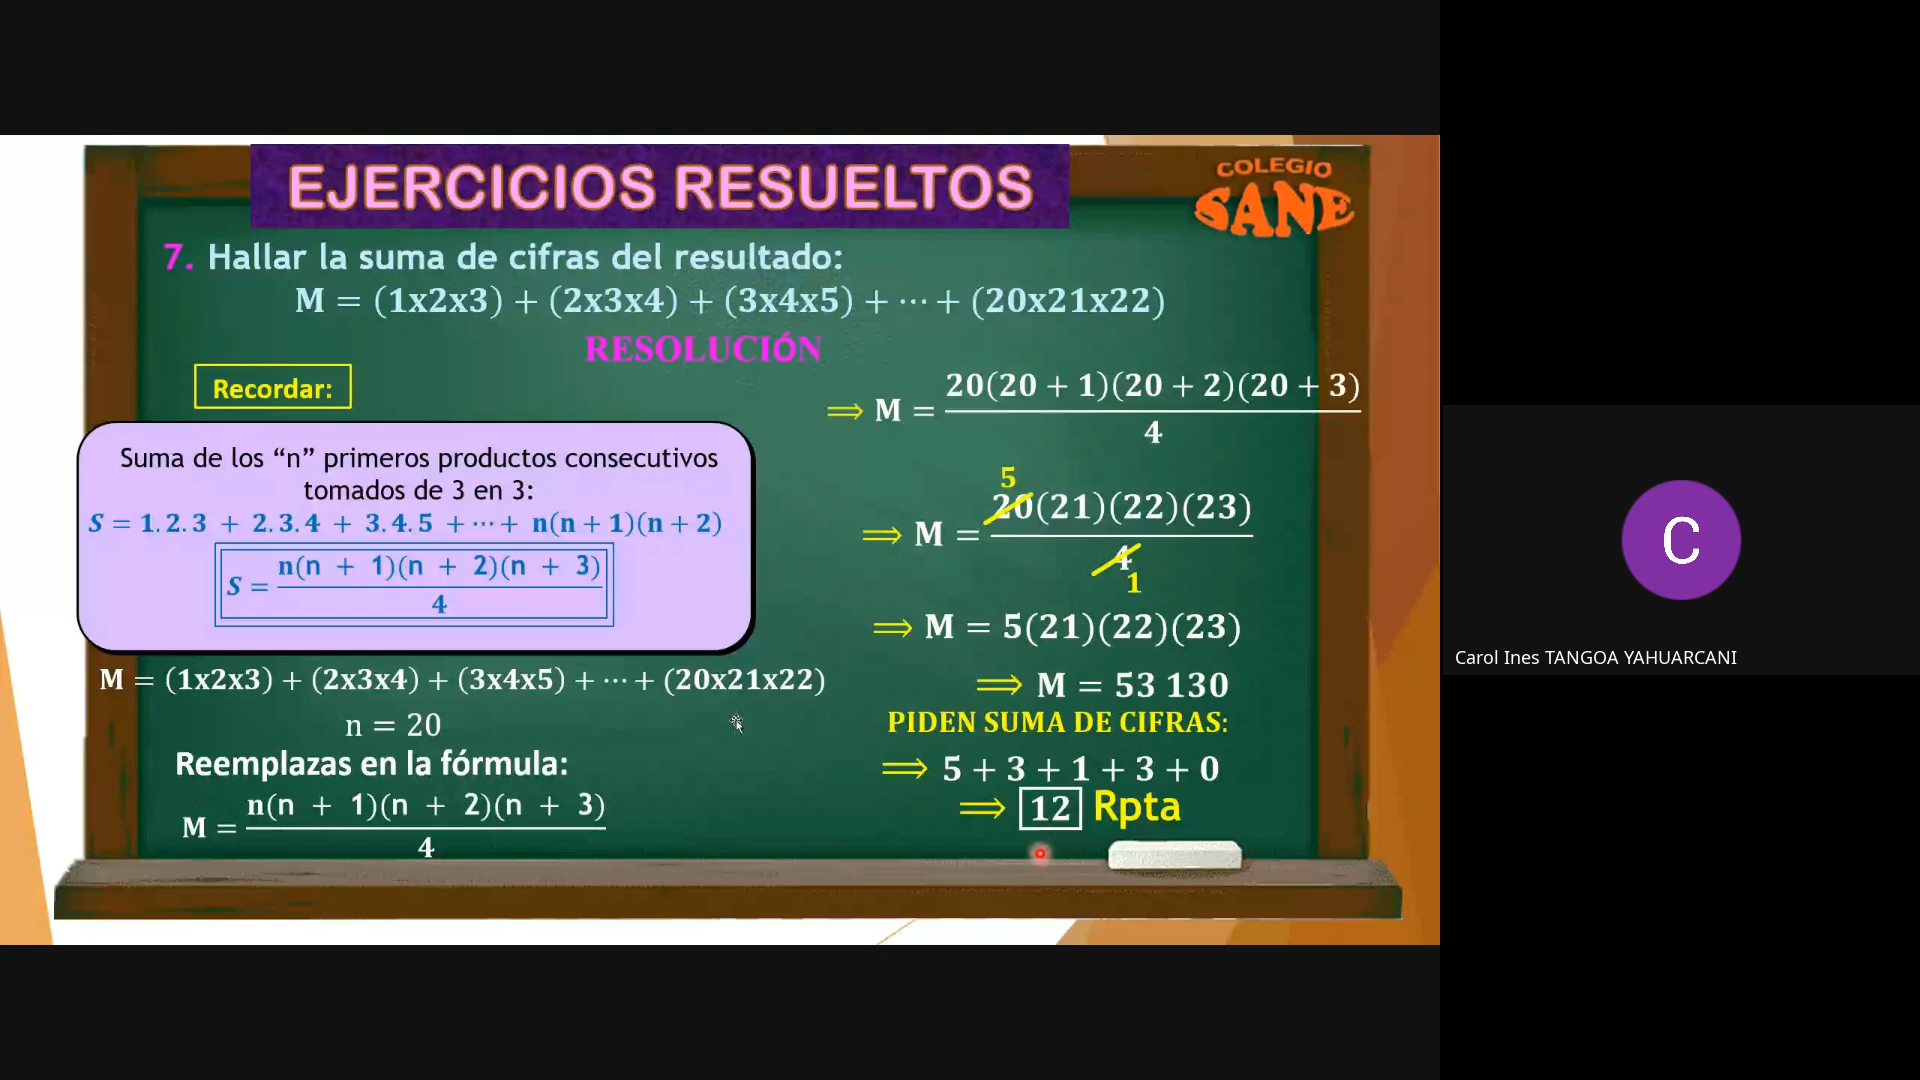 EJERCICIOS RESUELTOS
COLEGIO
SANE
7. Hallar la suma de cifras del resultado:
M = (1x2x3) + (2x3x4) + (3x4x5) + ⋯ + (20x21x22)
RESOLUCIÓN
Recordar:
Suma de los “n” primeros productos consecutivos
tomados de 3 en 3:
S = 1.2.3 + 2.3.4 + 3.4.5 + ⋯ + n(n + 1)(n + 2)
S = n(n + 1)(n + 2)(n + 3)
4
M = (1x2x3) + (2x3x4) + (3x4x5) + ⋯ + (20x21x22)
n = 20
Reemplazas en la fórmula:
M = n(n + 1)(n + 2)(n + 3)
4
⟹ M = 20(20 + 1)(20 + 2)(20 + 3)
4
5
⟹ M = 20(21)(22)(23)
4
1
⟹ M = 5(21)(22)(23)
⟹ M = 53 130
PIDEN SUMA DE CIFRAS:
⟹ 5 + 3 + 1 + 3 + 0
⟹ 12 Rpta
C
Carol Ines TANGOA YAHUARCANI